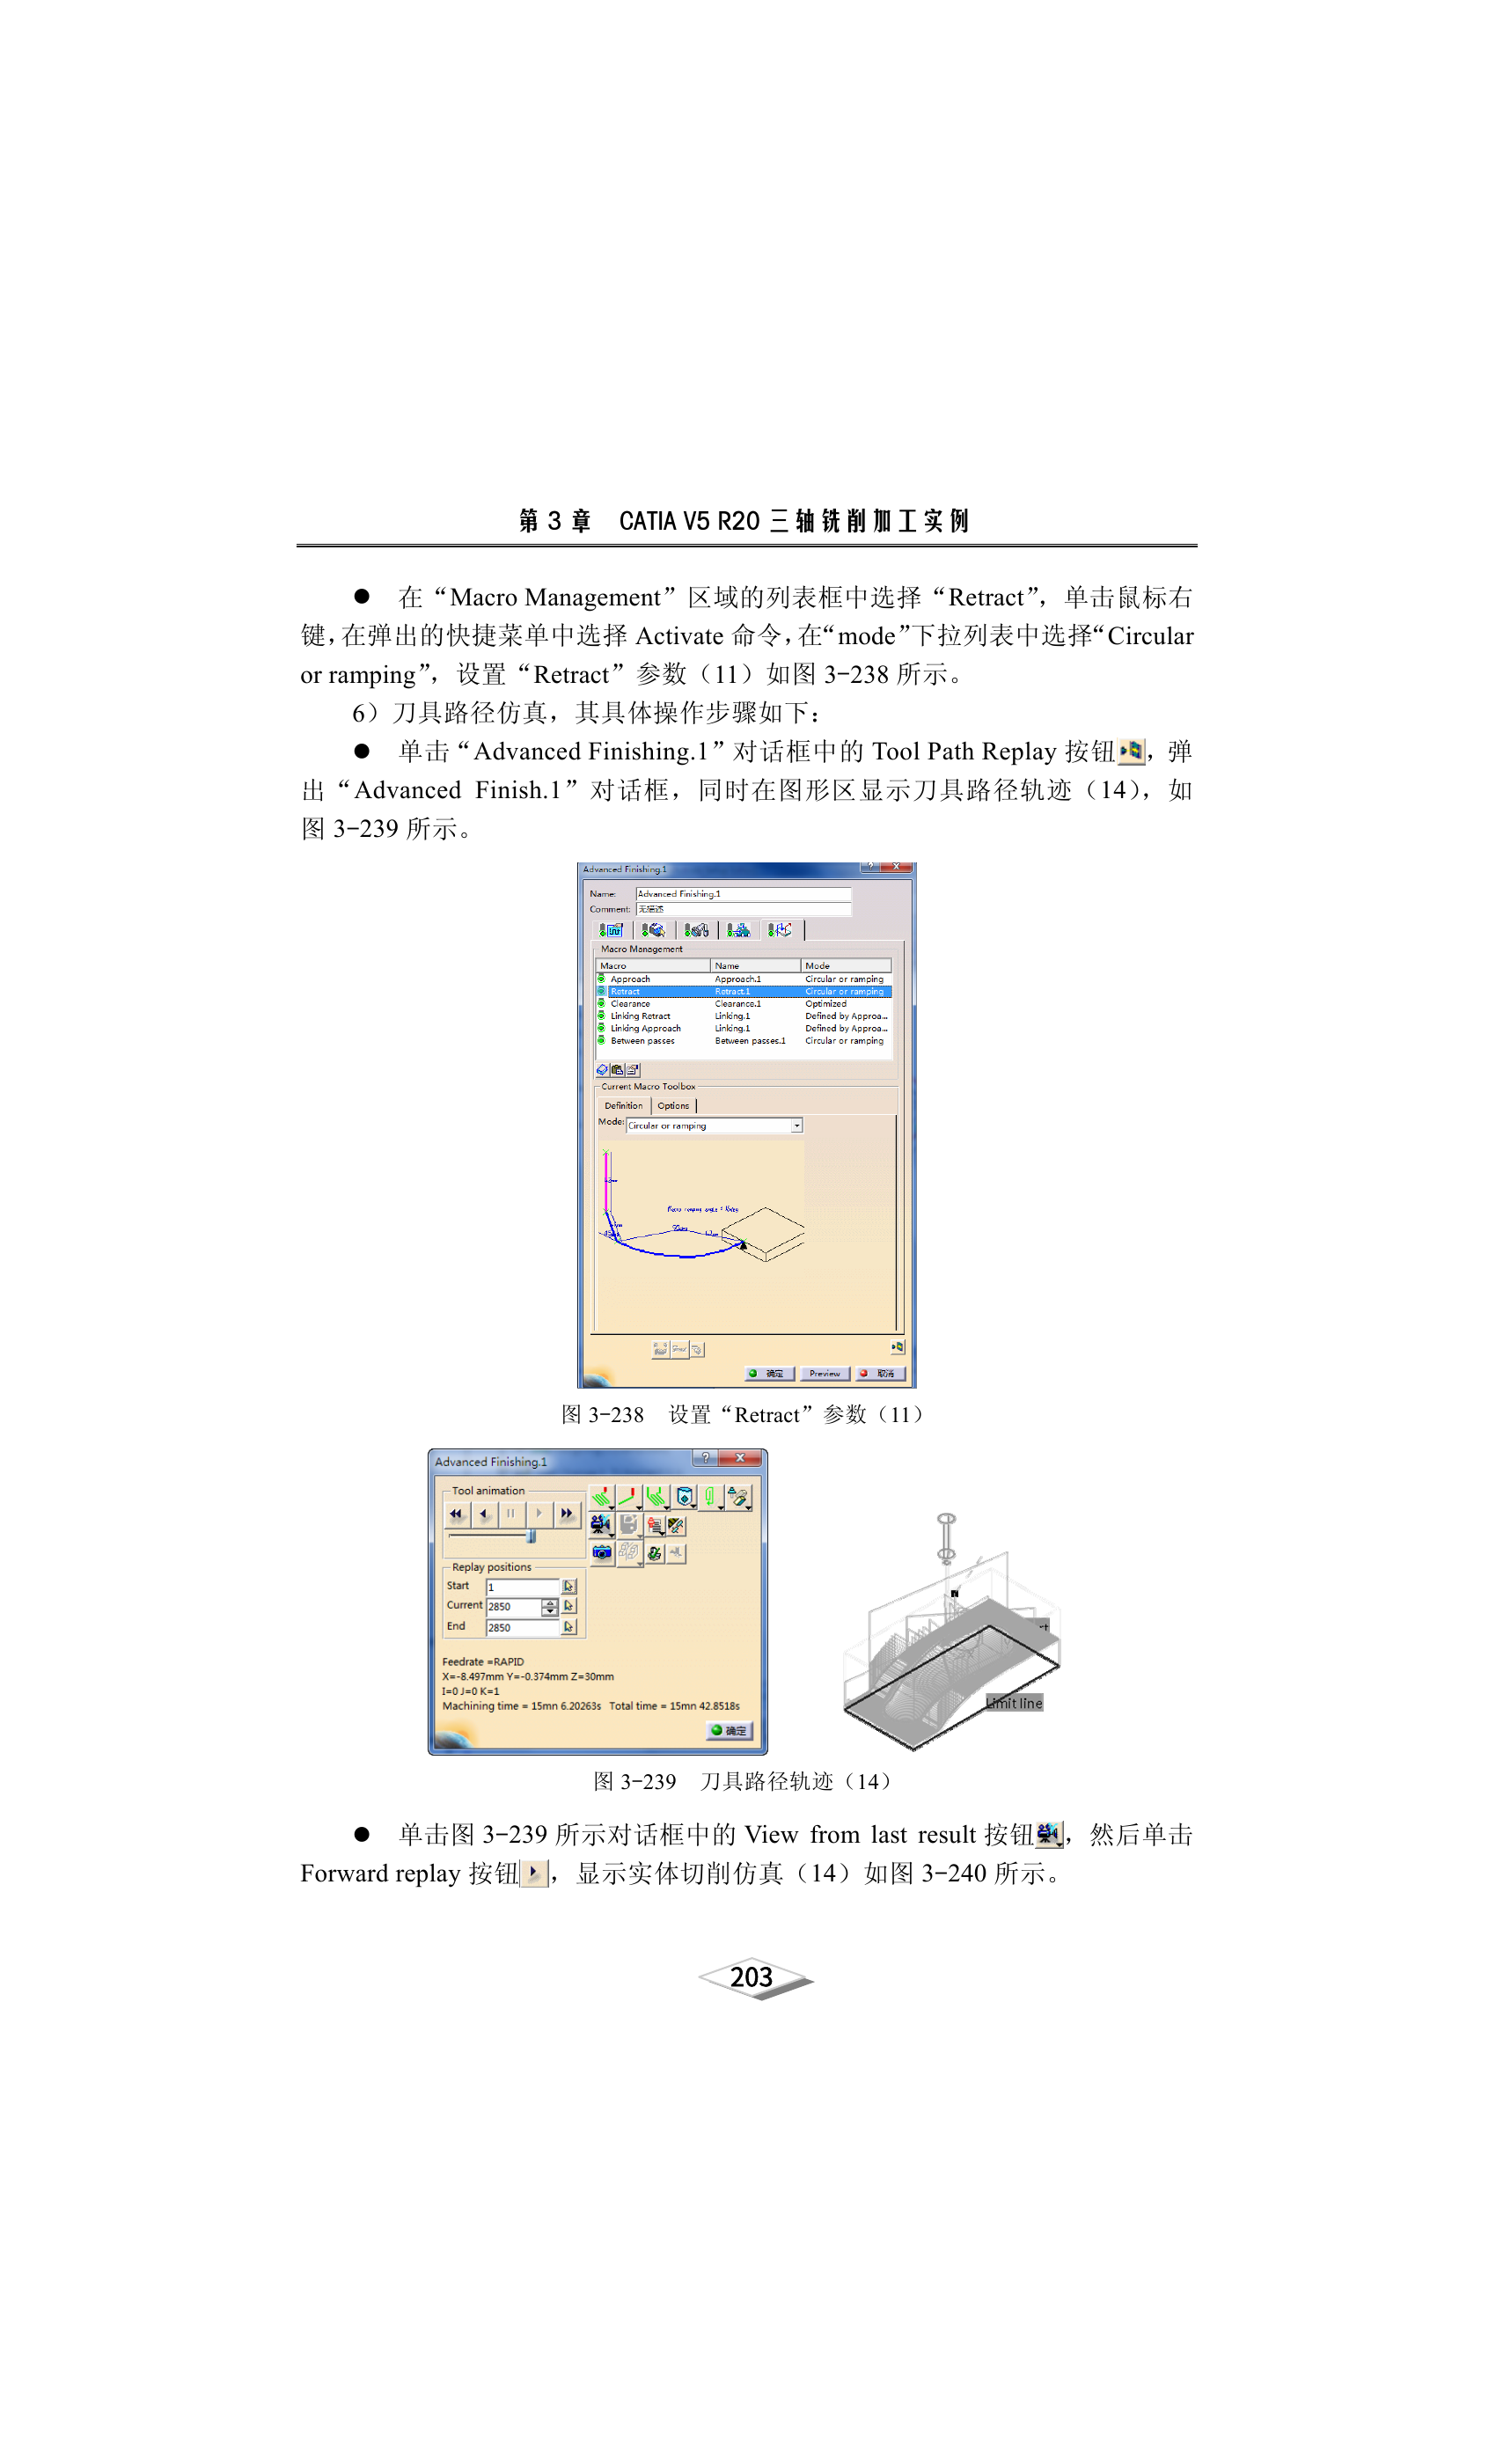 第 3 章 CATIA V5 R20 三轴铣削加工实例
● 在“Macro Management”区域的列表框中选择“Retract”，单击鼠标右
键，在弹出的快捷菜单中选择 Activate 命令，在“mode”下拉列表中选择“Circular
or ramping”，设置“Retract”参数（11）如图 3-238 所示。
6）刀具路径仿真，其具体操作步骤如下：
● 单击“Advanced Finishing.1”对话框中的 Tool Path Replay 按钮，弹
出“Advanced Finish.1”对话框，同时在图形区显示刀具路径轨迹（14），如
图 3-239 所示。
Advanced Finishing.1
Name: Advanced Finishing.1
Comment: 无描述
Macro Management
Macro Name Mode
Approach Approach.1 Circular or ramping
Retract Retract.1 Circular or ramping
Clearance Clearance.1 Optimized
Linking Retract Linking.1 Defined by Approa...
Linking Approach Linking.1 Defined by Approa...
Between passes Between passes.1 Circular or ramping
Current Macro Toolbox
Definition Options
Mode: Circular or ramping
确定 Preview 取消
图 3-238 设置“Retract”参数（11）
Advanced Finishing.1
Tool animation
Replay positions
Start 1
Current 2850
End 2850
Feedrate =RAPID
X=-8.497mm Y=-0.374mm Z=30mm
I=0 J=0 K=1
Machining time = 15mn 6.20263s Total time = 15mn 42.8518s
确定
Limit line
图 3-239 刀具路径轨迹（14）
● 单击图 3-239 所示对话框中的 View from last result 按钮，然后单击
Forward replay 按钮，显示实体切削仿真（14）如图 3-240 所示。
203